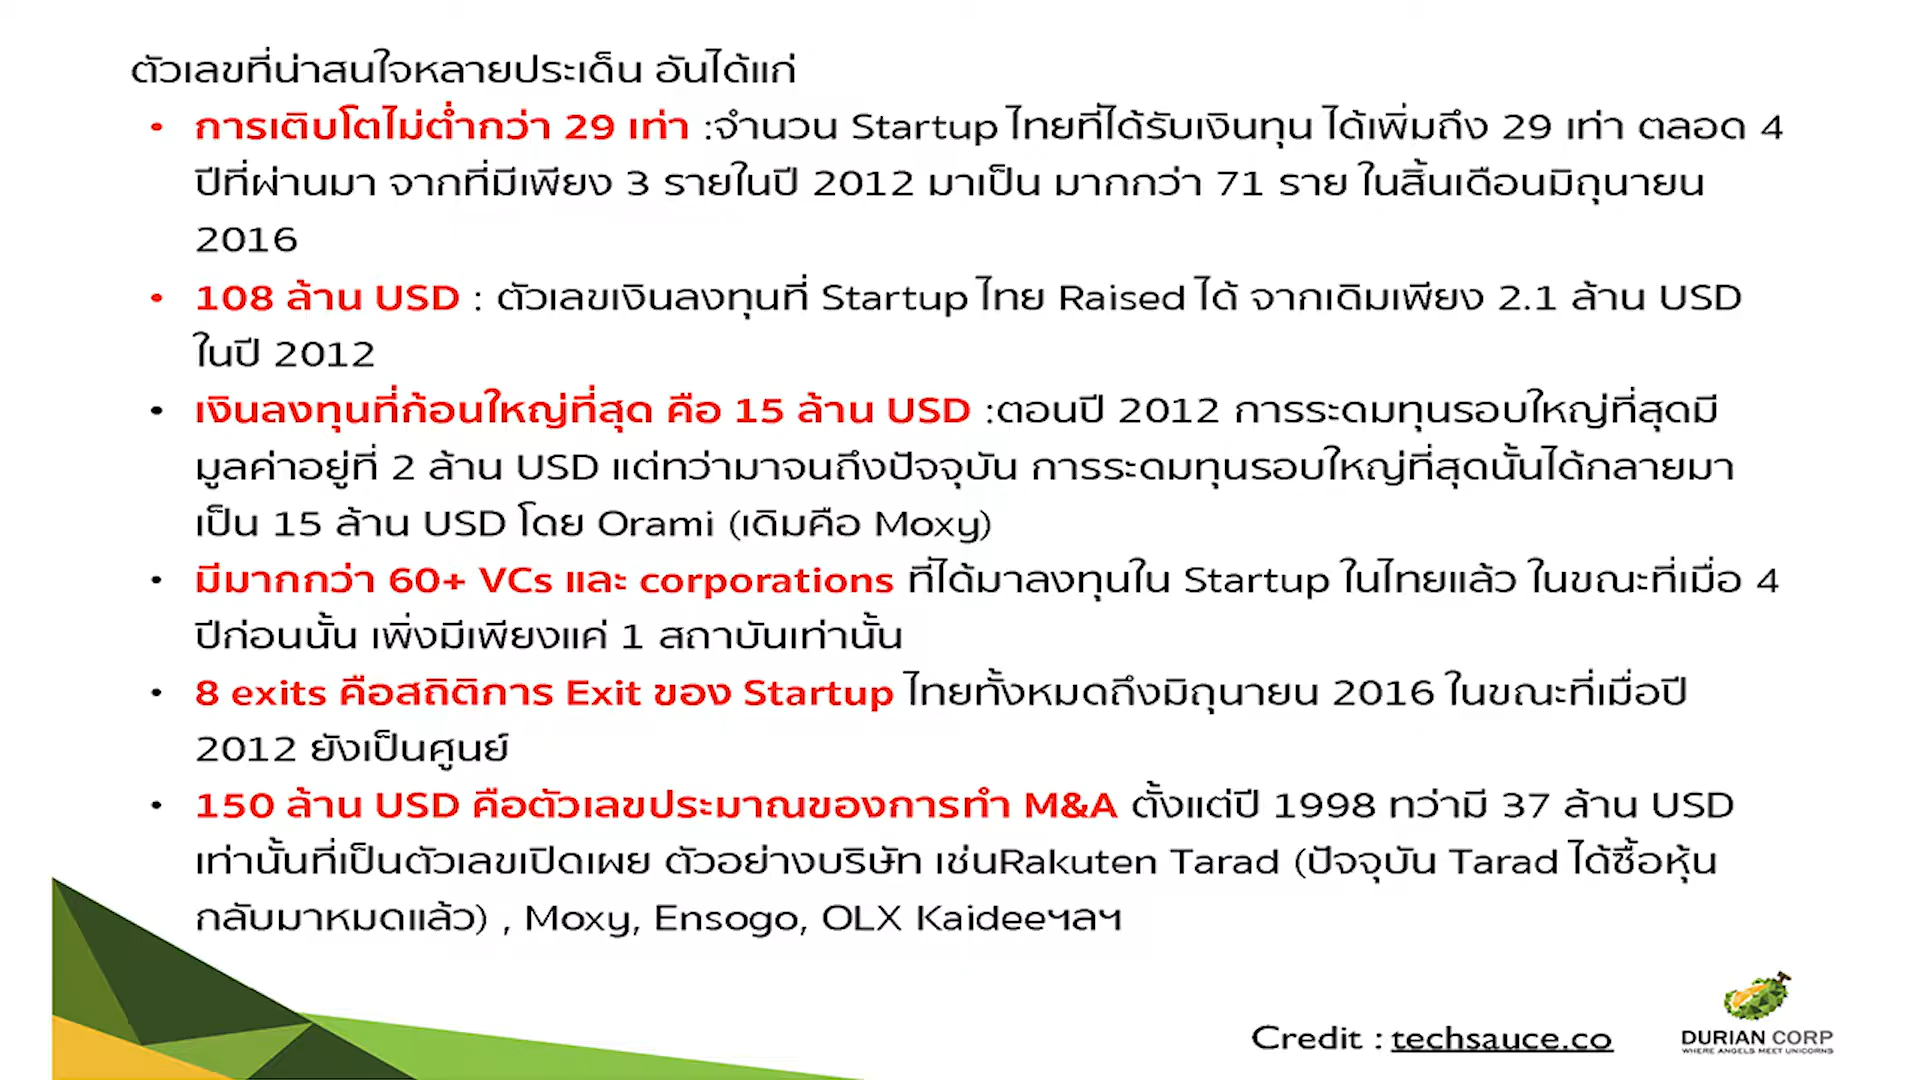 ตัวเลขที่น่าสนใจหลายประเด็น อันได้แก่
• การเติบโตไม่ต่ำกว่า 29 เท่า :จำนวน Startup ไทยที่ได้รับเงินทุน ได้เพิ่มถึง 29 เท่า ตลอด 4
ปีที่ผ่านมา จากที่มีเพียง 3 รายในปี 2012 มาเป็น มากกว่า 71 ราย ในสิ้นเดือนมิถุนายน
2016
• 108 ล้าน USD : ตัวเลขเงินลงทุนที่ Startup ไทย Raised ได้ จากเดิมเพียง 2.1 ล้าน USD
ในปี 2012
• เงินลงทุนที่ก้อนใหญ่ที่สุด คือ 15 ล้าน USD :ตอนปี 2012 การระดมทุนรอบใหญ่ที่สุดมี
มูลค่าอยู่ที่ 2 ล้าน USD แต่ทว่ามาจนถึงปัจจุบัน การระดมทุนรอบใหญ่ที่สุดนั้นได้กลายมา
เป็น 15 ล้าน USD โดย Orami (เดิมคือ Moxy)
• มีมากกว่า 60+ VCs และ corporations ที่ได้มาลงทุนใน Startup ในไทยแล้ว ในขณะที่เมื่อ 4
ปีก่อนนั้น เพิ่งมีเพียงแค่ 1 สถาบันเท่านั้น
• 8 exits คือสถิติการ Exit ของ Startup ไทยทั้งหมดถึงมิถุนายน 2016 ในขณะที่เมื่อปี
2012 ยังเป็นศูนย์
• 150 ล้าน USD คือตัวเลขประมาณของการทำ M&A ตั้งแต่ปี 1998 ทว่ามี 37 ล้าน USD
เท่านั้นที่เป็นตัวเลขเปิดเผย ตัวอย่างบริษัท เช่นRakuten Tarad (ปัจจุบัน Tarad ได้ซื้อหุ้น
กลับมาหมดแล้ว) , Moxy, Ensogo, OLX Kaideeฯลฯ
Credit : techsauce.co
DURIAN CORP
WHERE ANGELS MEET UNICORNS